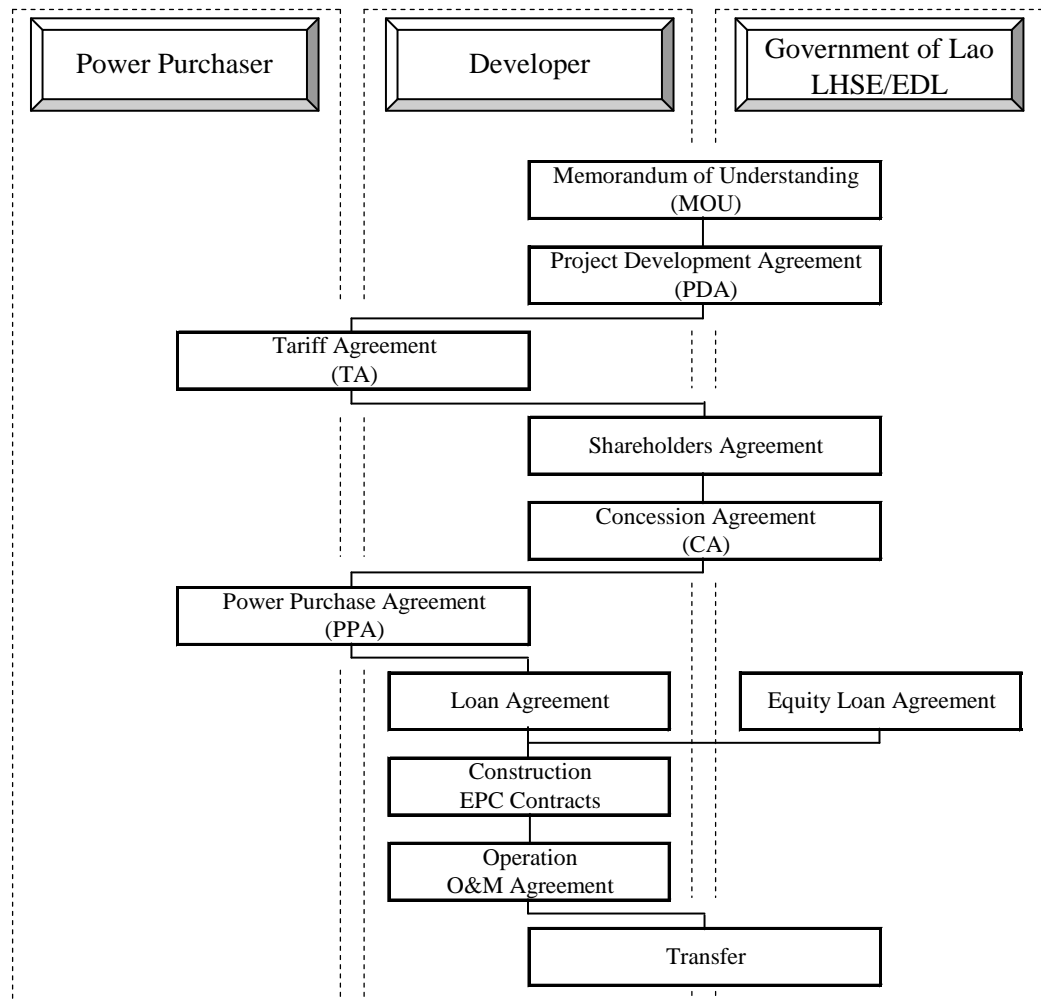 Power Purchaser
Developer
Government of Lao
LHSE/EDL
Memorandum of Understanding
(MOU)
Project Development Agreement
(PDA)
Tariff Agreement
(TA)
Shareholders Agreement
Concession Agreement
(CA)
Power Purchase Agreement
(PPA)
Loan Agreement
Equity Loan Agreement
Construction
EPC Contracts
Operation
O&M Agreement
Transfer